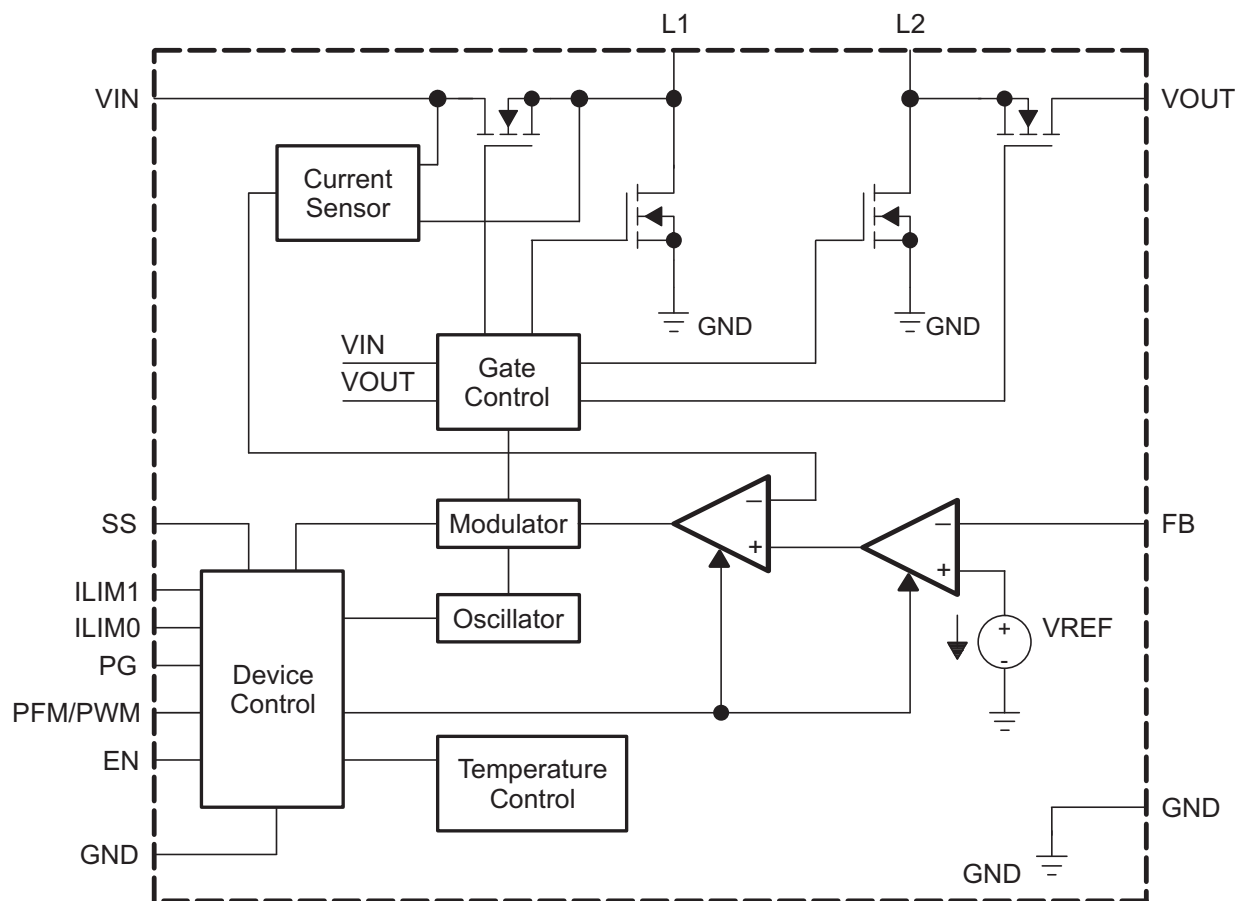 L1
L2
VIN
VOUT
Current
Sensor
GND
GND
VIN
VOUT
Gate
Control
SS
Modulator
−
+
−
+
FB
ILIM1
ILIM0
PG
PFM/PWM
EN
Oscillator
Device
Control
+
-
VREF
Temperature
Control
GND
GND
GND